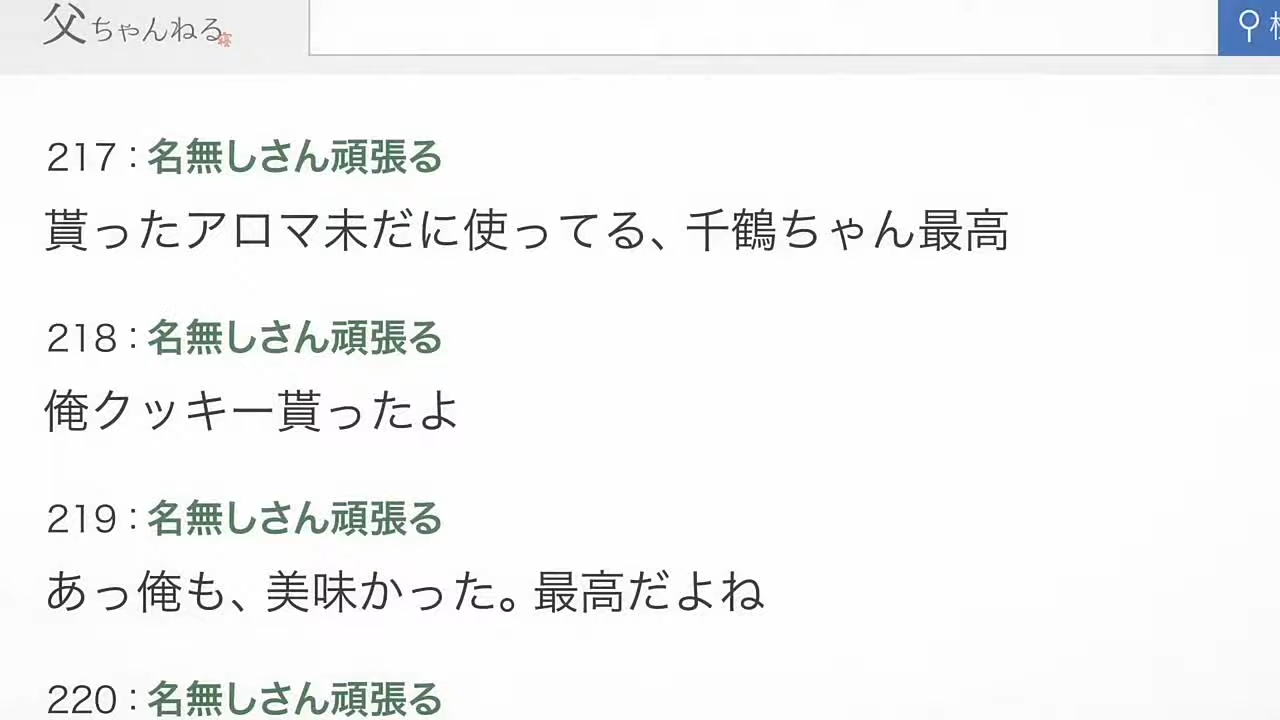 父ちゃんねる
217：名無しさん頑張る
貰ったアロマ未だに使ってる、千鶴ちゃん最高
218：名無しさん頑張る
俺クッキー貰ったよ
219：名無しさん頑張る
あっ俺も、美味かった。最高だよね
220：名無しさん頑張る